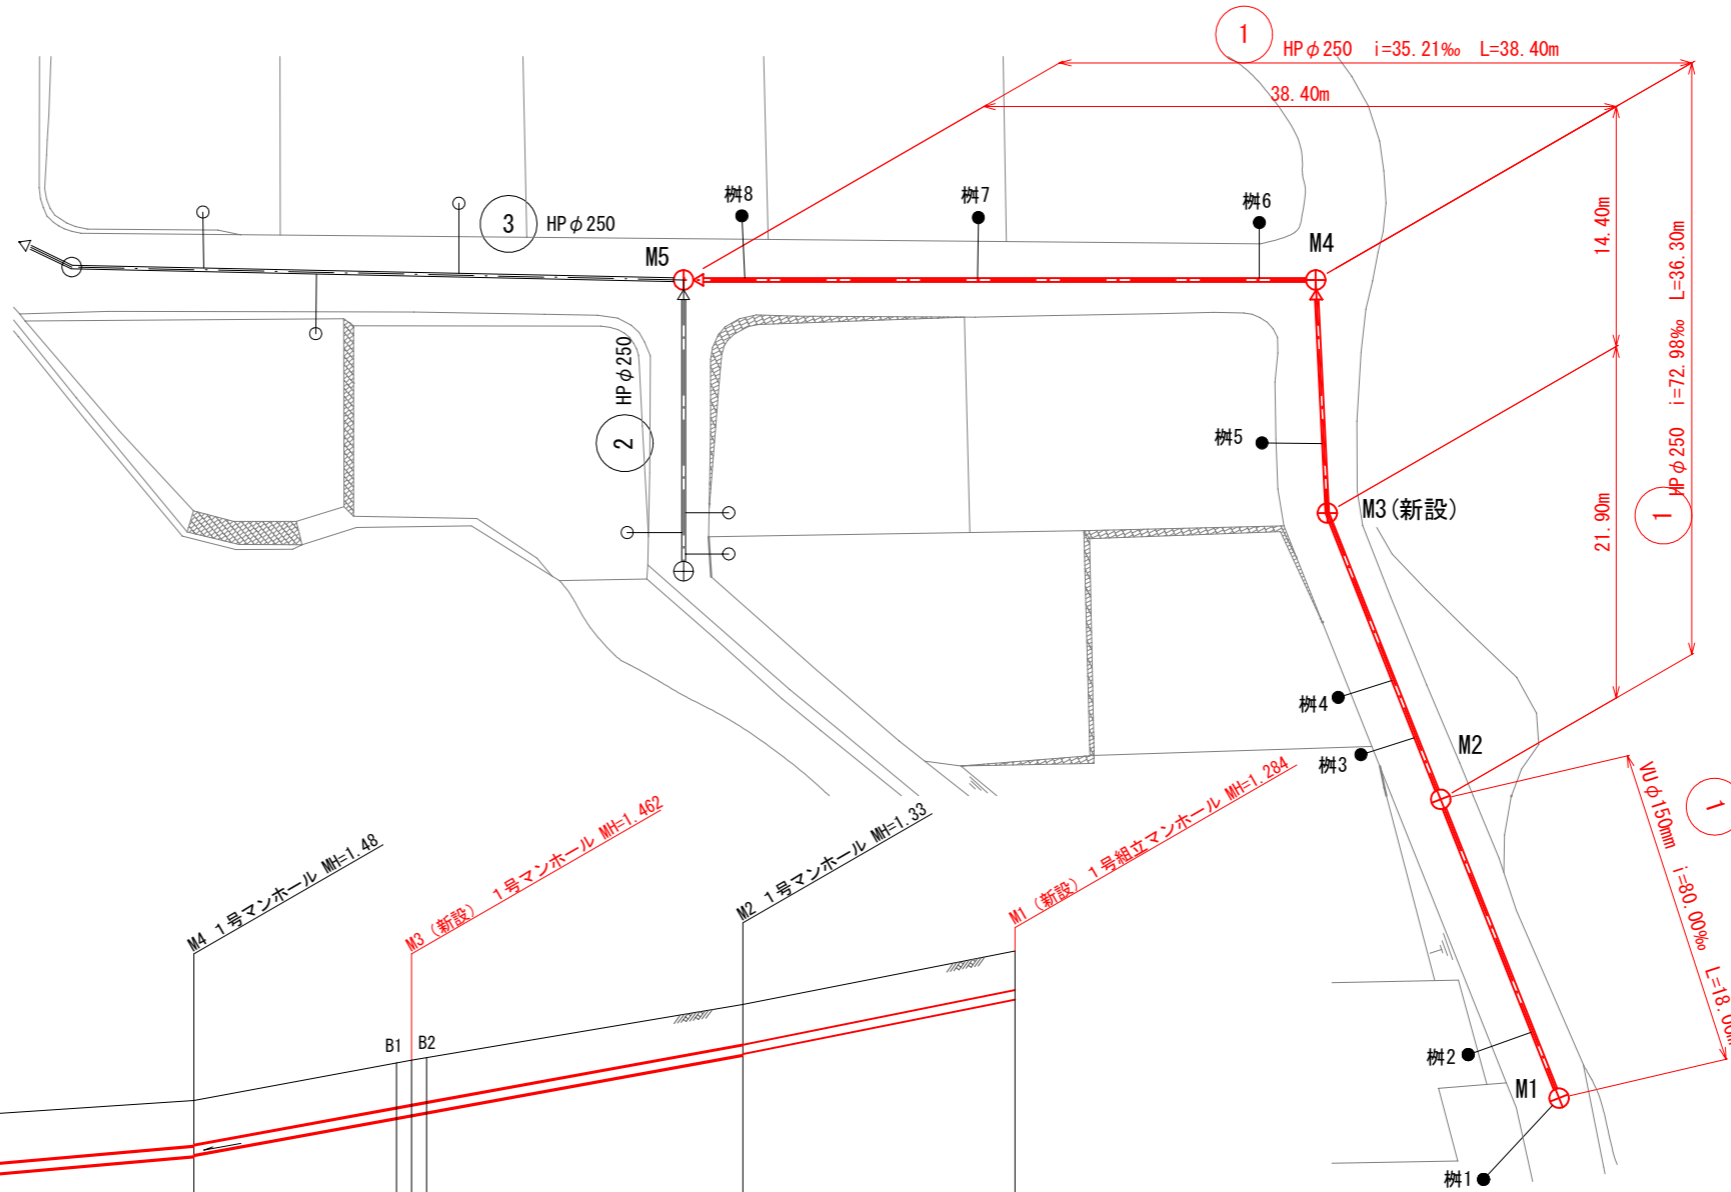 1
HPφ250 i=35.21‰ L=38.40m
38.40m
桝8
桝7
桝6
3
HPφ250
M5
M4
14.40m
HPφ250 i=72.98‰ L=36.30m
1
HPφ250
2
桝5
M3(新設)
21.90m
桝4
桝3
M2
VUφ150mm i=80.00‰ L=18.00m
1
M4 1号マンホール MH=1.48
M3（新設） 1号マンホール MH=1.462
M2 1号マンホール MH=1.33
M1（新設）1号組立マンホール MH=1.284
B1
B2
桝2
M1
桝1